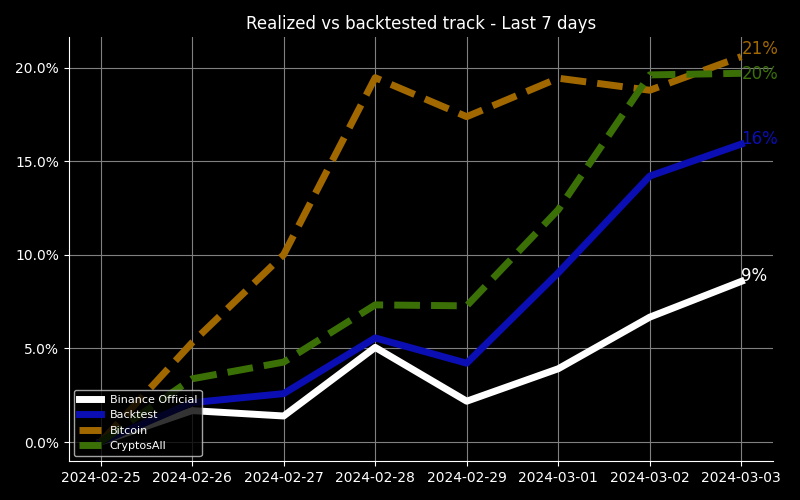 Realized vs backtested track - Last 7 days
21%
20.0%
20%
15.0%
16%
10.0%
9%
5.0%
Binance Official
Backtest
Bitcoin
CryptosAll
0.0%
2024-02-25 2024-02-26 2024-02-27 2024-02-28 2024-02-29 2024-03-01 2024-03-02 2024-03-03